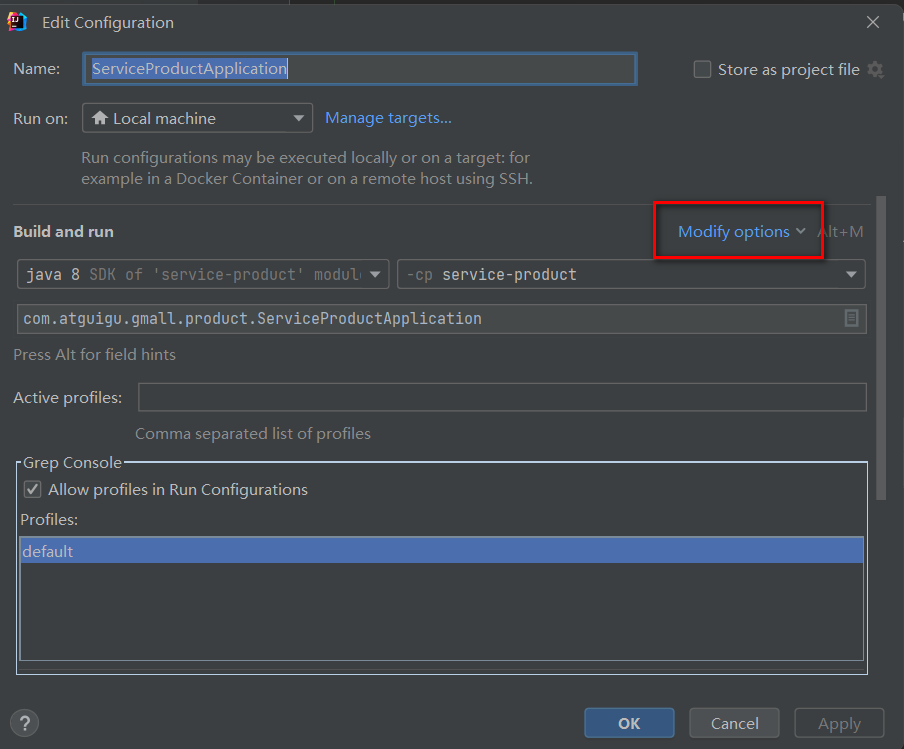 Edit Configuration
Name: ServiceProductApplication Store as project file
Run on: Local machine Manage targets...
Run configurations may be executed locally or on a target: for
example in a Docker Container or on a remote host using SSH.
Build and run Modify options Alt+M
java 8 SDK of 'service-product' module -cp service-product
com.atguigu.gmall.product.ServiceProductApplication
Press Alt for field hints
Active profiles:
Comma separated list of profiles
Grep Console
Allow profiles in Run Configurations
Profiles:
default
? OK Cancel Apply